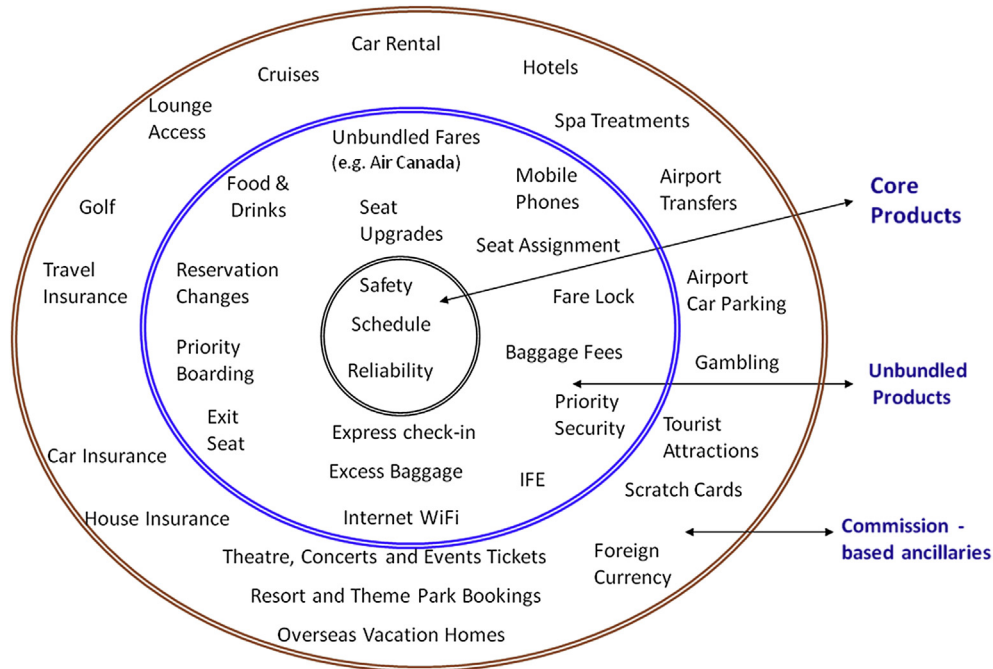 Car Rental
Cruises
Hotels
Lounge
Access
Spa Treatments
Unbundled Fares
(e.g. Air Canada)
Food &
Drinks
Mobile
Phones
Airport
Transfers
Core
Products
Golf
Seat
Upgrades
Seat Assignment
Travel
Insurance
Reservation
Changes
Safety
Schedule
Reliability
Fare Lock
Airport
Car Parking
Priority
Boarding
Baggage Fees
Gambling
Unbundled
Products
Exit
Seat
Priority
Security
Tourist
Attractions
Express check-in
Car Insurance
Excess Baggage
IFE
Scratch Cards
House Insurance
Internet WiFi
Commission -
based ancillaries
Theatre, Concerts and Events Tickets
Foreign
Currency
Resort and Theme Park Bookings
Overseas Vacation Homes